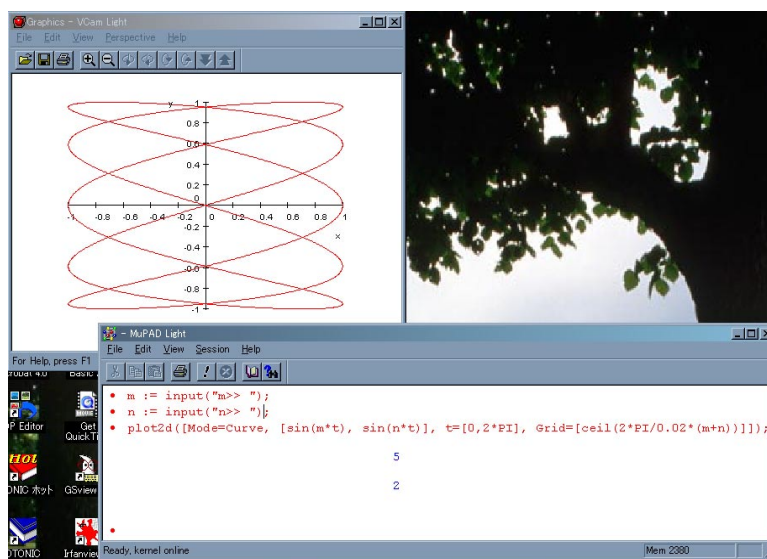 Graphics - VCam Light
File Edit View Perspective Help
y
1
0.8
0.6
0.4
0.2
0
-1 -0.8 -0.6 -0.4 -0.2 0 0.2 0.4 0.6 0.8 1
x
-0.2
-0.4
-0.6
-0.8
-1
For Help, press F1
- MuPAD Light
File Edit View Session Help
m := input("m>> ");
n := input("n>> ");
plot2d([Mode=Curve, [sin(m*t), sin(n*t)], t=[0,2*PI], Grid=[ceil(2*PI/0.02*(m+n))]]);
5
2
Ready, kernel online
Mem 2380
P Editor
Get
QuickTi
GSview
Irfanview